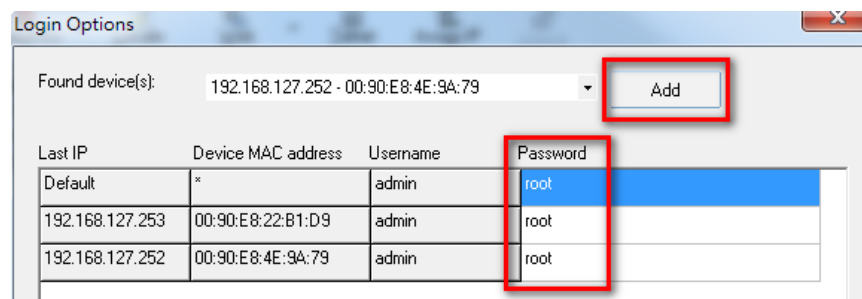 Login Options
Found device(s): 192.168.127.252 - 00:90:E8:4E:9A:79 Add
Last IP Device MAC address Username Password
Default * admin root
192.168.127.253 00:90:E8:22:B1:D9 admin root
192.168.127.252 00:90:E8:4E:9A:79 admin root